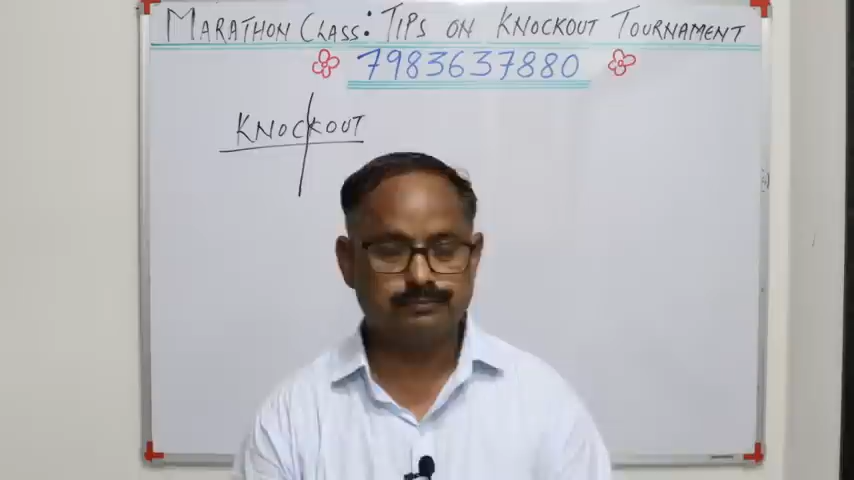 MARATHON CLASS: TIPS ON KNOCKOUT TOURNAMENT
7983637880
KNOCKOUT